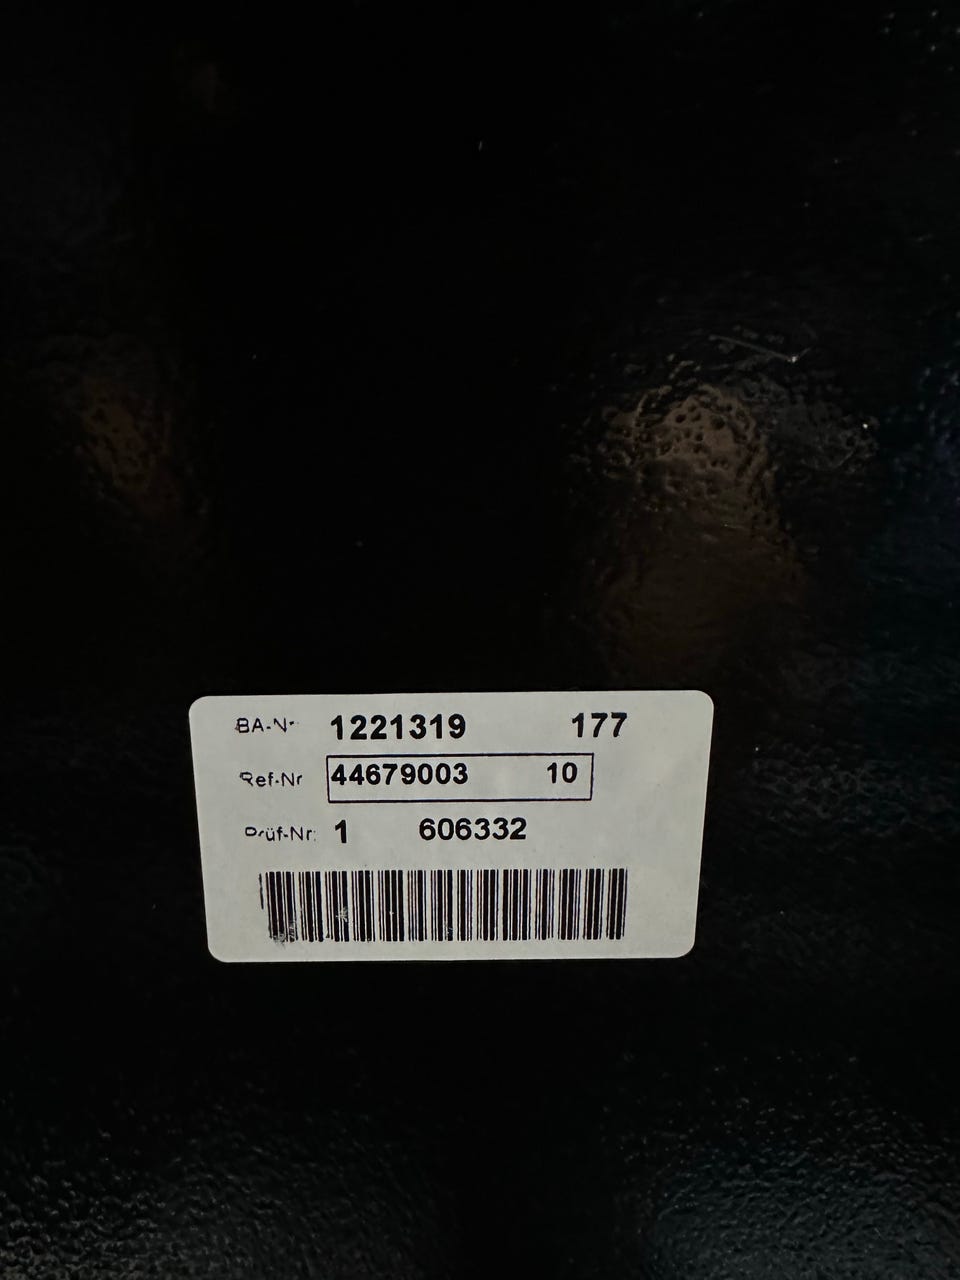 BA-Nr 1221319 177
Ref-Nr 44679003 10
Prüf-Nr: 1 606332